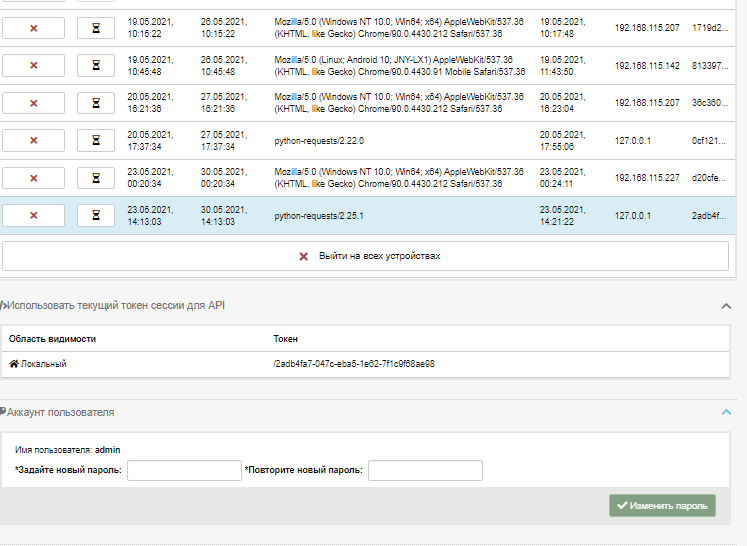 19.05.2021, 26.05.2021, Mozilla/5.0 (Windows NT 10.0; Win64; x64) AppleWebKit/537.36 19.05.2021,
10:15:22 10:15:22 (KHTML, like Gecko) Chrome/90.0.4430.212 Safari/537.36 10:17:48 192.168.115.207 1719d2...
19.05.2021, 26.05.2021, Mozilla/5.0 (Linux; Android 10; JNY-LX1) AppleWebKit/537.36 19.05.2021,
10:45:48 10:45:48 (KHTML, like Gecko) Chrome/90.0.4430.91 Mobile Safari/537.36 11:43:50 192.168.115.142 813397...
20.05.2021, 27.05.2021, Mozilla/5.0 (Windows NT 10.0; Win64; x64) AppleWebKit/537.36 20.05.2021,
16:21:36 16:21:36 (KHTML, like Gecko) Chrome/90.0.4430.212 Safari/537.36 16:23:04 192.168.115.207 36c360...
20.05.2021, 27.05.2021, python-requests/2.22.0 20.05.2021, 127.0.0.1 0cf121...
17:37:34 17:37:34 17:55:06
23.05.2021, 30.05.2021, Mozilla/5.0 (Windows NT 10.0; Win64; x64) AppleWebKit/537.36 23.05.2021,
00:20:34 00:20:34 (KHTML, like Gecko) Chrome/90.0.4430.212 Safari/537.36 00:24:11 192.168.115.227 d20cfe...
23.05.2021, 30.05.2021, python-requests/2.25.1 23.05.2021, 127.0.0.1 2adb4f...
14:13:03 14:13:03 14:21:22
Выйти на всех устройствах
Использовать текущий токен сессии для API
Область видимости Токен
Локальный /2adb4fa7-047c-eba5-1e62-7f1c9f68ae98
Аккаунт пользователя
Имя пользователя: admin
*Задайте новый пароль: *Повторите новый пароль:
Изменить пароль